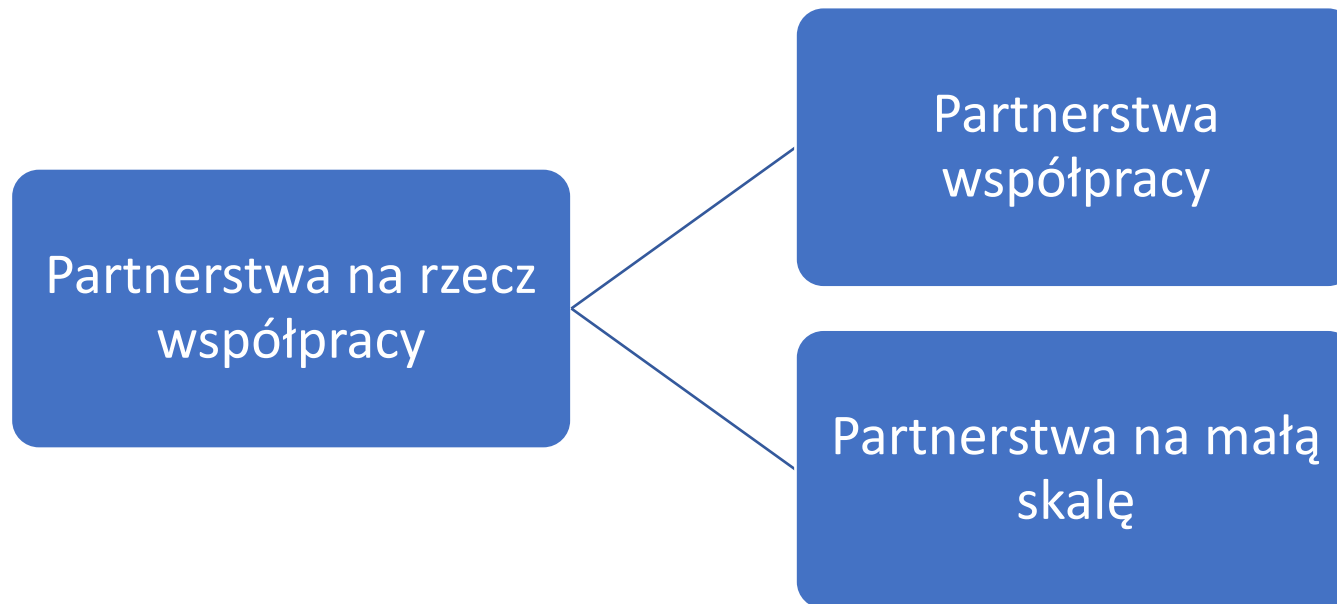 Partnerstwa na rzecz
współpracy
Partnerstwa
współpracy
Partnerstwa na małą
skalę